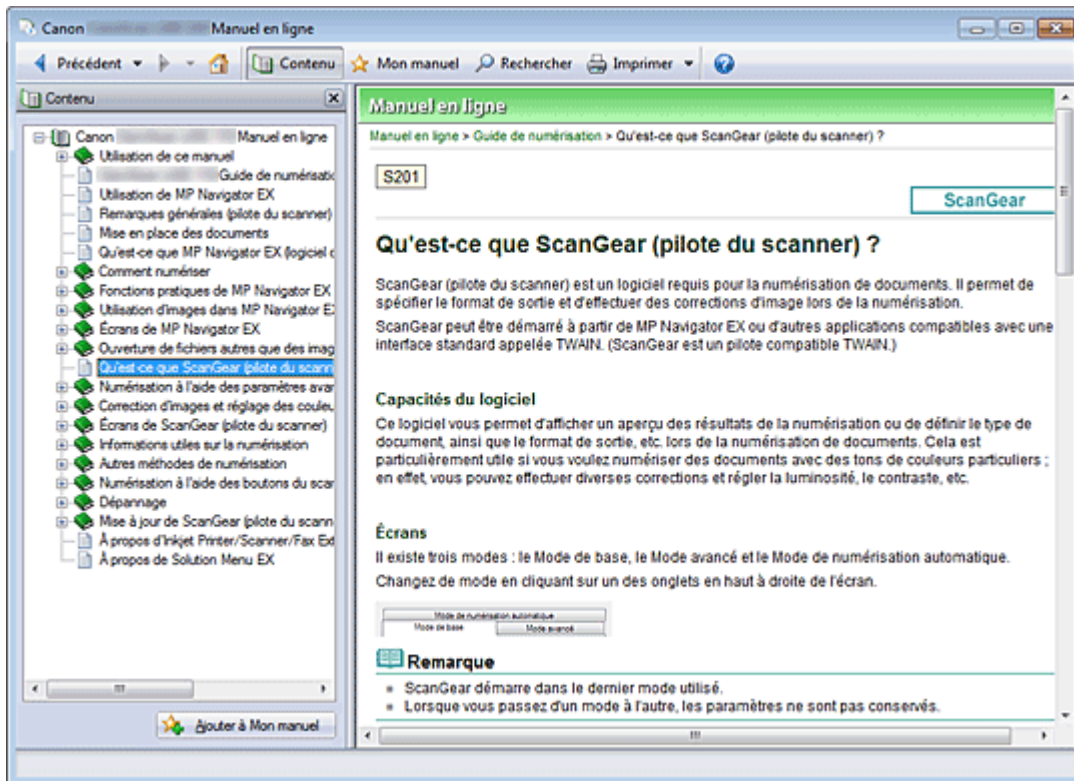 Canon Manuel en ligne
Précédent Contenu Mon manuel Rechercher Imprimer
Contenu
Canon Manuel en ligne
Utilisation de ce manuel
Guide de numérisatio
Utilisation de MP Navigator EX
Remarques générales (pilote du scanner)
Mise en place des documents
Qu'est-ce que MP Navigator EX (logiciel d
Comment numériser
Fonctions pratiques de MP Navigator EX
Utilisation d'images dans MP Navigator E
Écrans de MP Navigator EX
Ouverture de fichiers autres que des imag
Qu'est-ce que ScanGear (pilote du scann
Numérisation à l'aide des paramètres avan
Correction d'images et réglage des couleu
Écrans de ScanGear (pilote du scanner)
Informations utiles sur la numérisation
Autres méthodes de numérisation
Numérisation à l'aide des boutons du scan
Dépannage
Mise à jour de ScanGear (pilote du scann
À propos d'Inkjet Printer/Scanner/Fax Ext
À propos de Solution Menu EX
Ajouter à Mon manuel
Manuel en ligne
Manuel en ligne > Guide de numérisation > Qu'est-ce que ScanGear (pilote du scanner) ?
S201
ScanGear
Qu'est-ce que ScanGear (pilote du scanner) ?
ScanGear (pilote du scanner) est un logiciel requis pour la numérisation de documents. Il permet de
spécifier le format de sortie et d'effectuer des corrections d'image lors de la numérisation.
ScanGear peut être démarré à partir de MP Navigator EX ou d'autres applications compatibles avec une
interface standard appelée TWAIN. (ScanGear est un pilote compatible TWAIN.)
Capacités du logiciel
Ce logiciel vous permet d'afficher un aperçu des résultats de la numérisation ou de définir le type de
document, ainsi que le format de sortie, etc. lors de la numérisation de documents. Cela est
particulièrement utile si vous voulez numériser des documents avec des tons de couleurs particuliers ;
en effet, vous pouvez effectuer diverses corrections et régler la luminosité, le contraste, etc.
Écrans
Il existe trois modes : le Mode de base, le Mode avancé et le Mode de numérisation automatique.
Changez de mode en cliquant sur un des onglets en haut à droite de l'écran.
Mode de numérisation automatique
Mode de base Mode avancé
Remarque
ScanGear démarre dans le dernier mode utilisé.
Lorsque vous passez d'un mode à l'autre, les paramètres ne sont pas conservés.